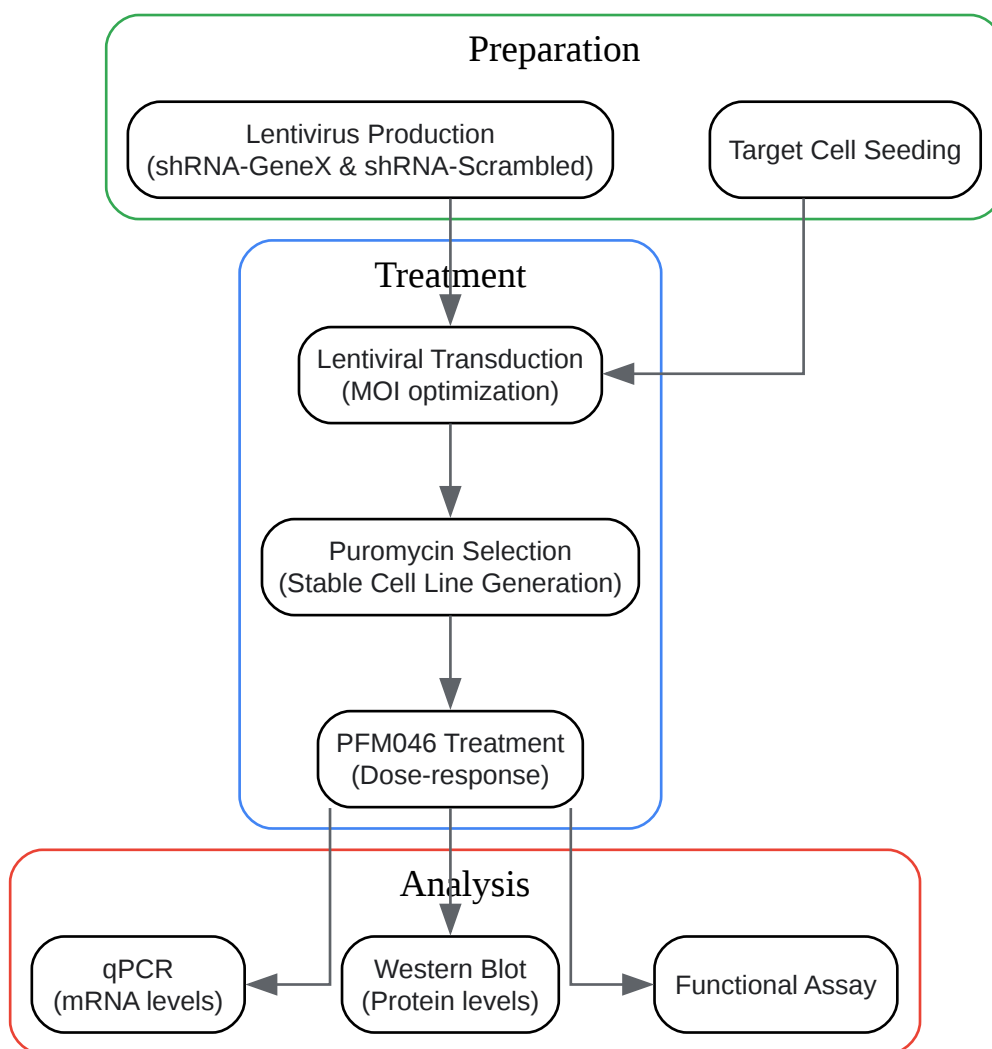 Preparation
Lentivirus Production
(shRNA-GeneX & shRNA-Scrambled)
Target Cell Seeding
Treatment
Lentiviral Transduction
(MOI optimization)
Puromycin Selection
(Stable Cell Line Generation)
PFM046 Treatment
(Dose-response)
Analysis
qPCR
(mRNA levels)
Western Blot
(Protein levels)
Functional Assay